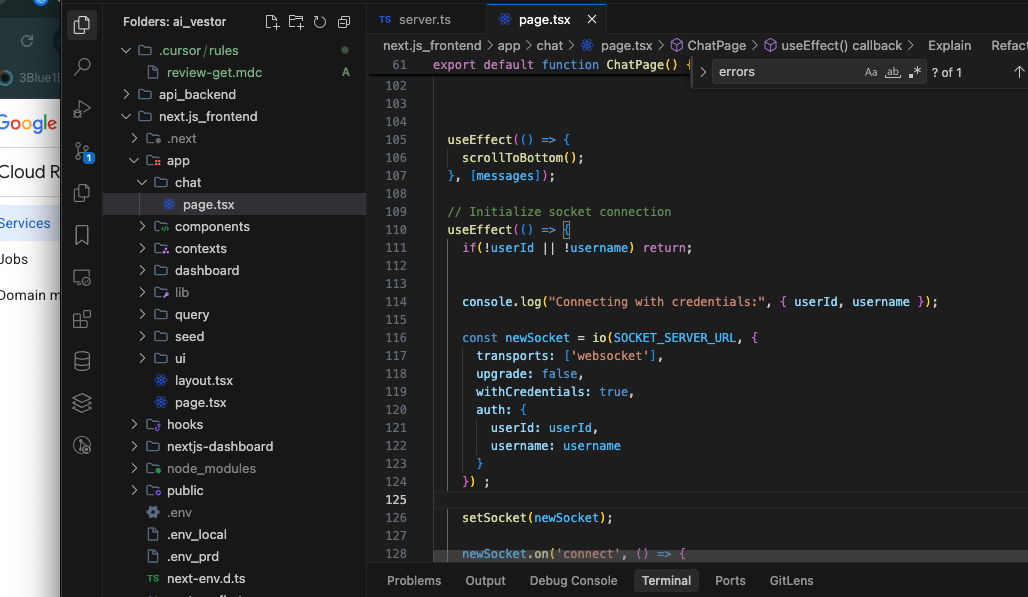 3Blue1B
Google
Cloud R
Services
Jobs
Domain m
Folders: ai_vestor
.cursor/rules
review-get.mdc A
api_backend
next.js_frontend
.next
app
chat
page.tsx
components
contexts
dashboard
lib
query
seed
ui
layout.tsx
page.tsx
hooks
nextjs-dashboard
node_modules
public
.env
.env_local
.env_prd
TS next-env.d.ts
1
TS server.ts
page.tsx
next.js_frontend > app > chat > page.tsx > ChatPage > useEffect() callback > Explain Refac
errors Aa ab .* ? of 1
61 export default function ChatPage() {
102
103
104
105 useEffect(() => {
106 scrollToBottom();
107 }, [messages]);
108
109 // Initialize socket connection
110 useEffect(() => {
111 if(!userId || !username) return;
112
113
114 console.log("Connecting with credentials:", { userId, username });
115
116 const newSocket = io(SOCKET_SERVER_URL, {
117 transports: ['websocket'],
118 upgrade: false,
119 withCredentials: true,
120 auth: {
121 userId: userId,
122 username: username
123 }
124 }) ;
125
126 setSocket(newSocket);
127
128 newSocket.on('connect', () => {
Problems Output Debug Console Terminal Ports GitLens